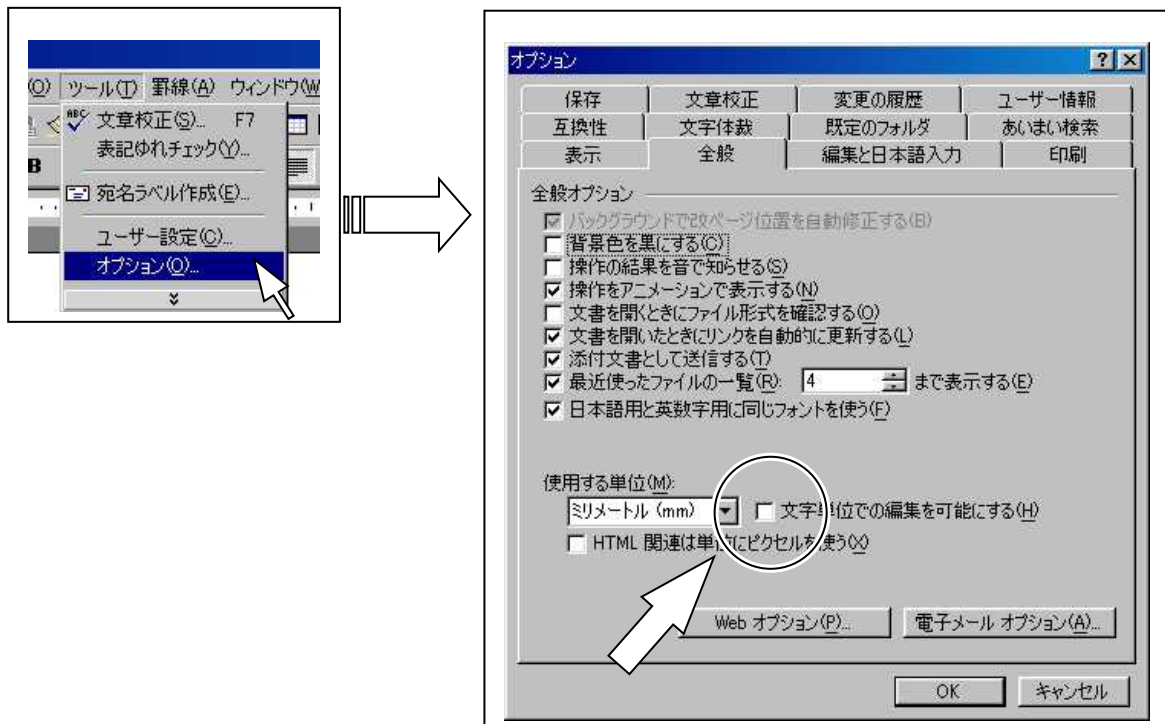 (O) ツール(T) 罫線(A) ウィンドウ(W
ABC 文章校正(S)... F7
表記ゆれチェック(Y)...
B
宛名ラベル作成(E)...
ユーザー設定(C)...
オプション(O)...
オプション
保存 文章校正 変更の履歴 ユーザー情報
互換性 文字体裁 既定のフォルダ あいまい検索
表示 全般 編集と日本語入力 印刷
全般オプション
バックグラウンドで改ページ位置を自動修正する(B)
背景色を黒にする(C)
操作の結果を音で知らせる(S)
操作をアニメーションで表示する(N)
文書を開くときにファイル形式を確認する(O)
文書を開いたときにリンクを自動的に更新する(L)
添付文書として送信する(T)
最近使ったファイルの一覧(R): 4 まで表示する(E)
日本語用と英数字用に同じフォントを使う(F)
使用する単位(M):
ミリメートル (mm) 文字単位での編集を可能にする(H)
HTML 関連は単位にピクセルを使う(X)
Web オプション(P)... 電子メール オプション(A)...
OK キャンセル